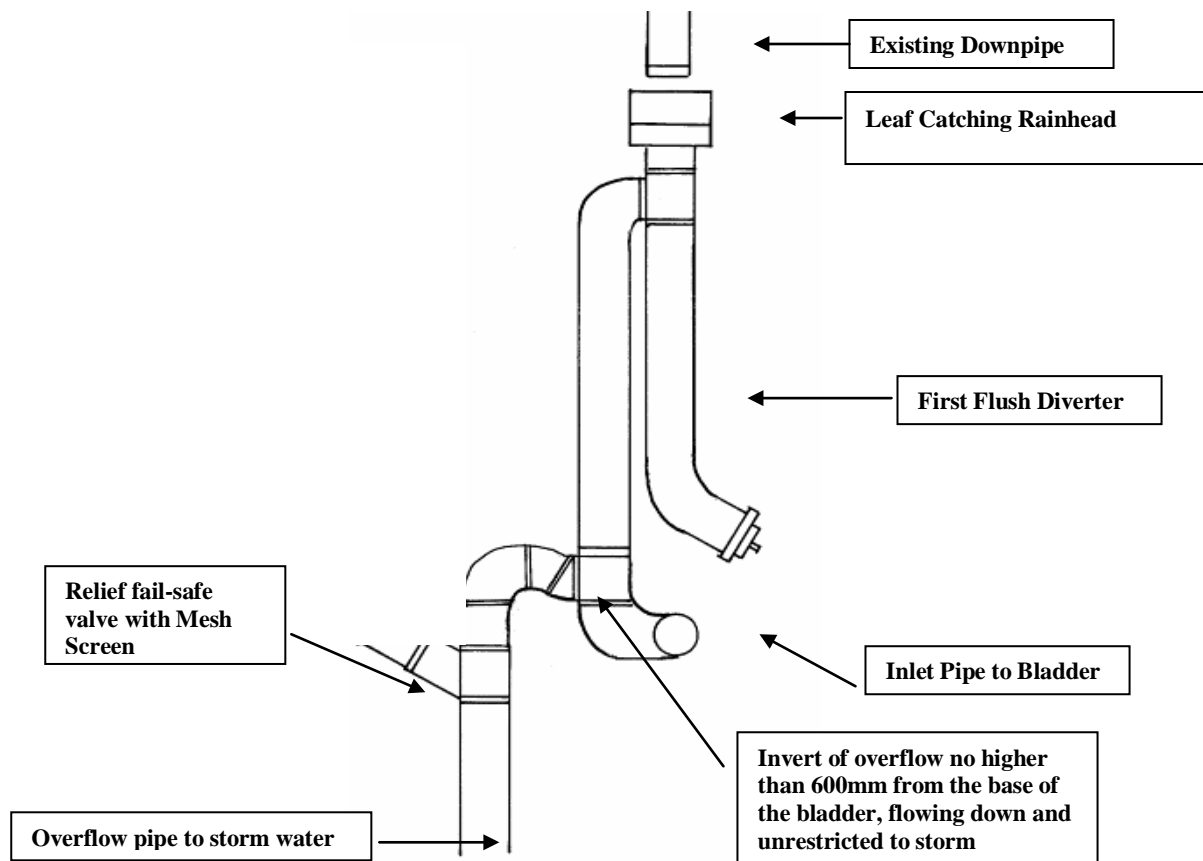 Existing Downpipe
Leaf Catching Rainhead
First Flush Diverter
Relief fail-safe
valve with Mesh
Screen
Inlet Pipe to Bladder
Invert of overflow no higher
than 600mm from the base of
the bladder, flowing down and
unrestricted to storm
Overflow pipe to storm water